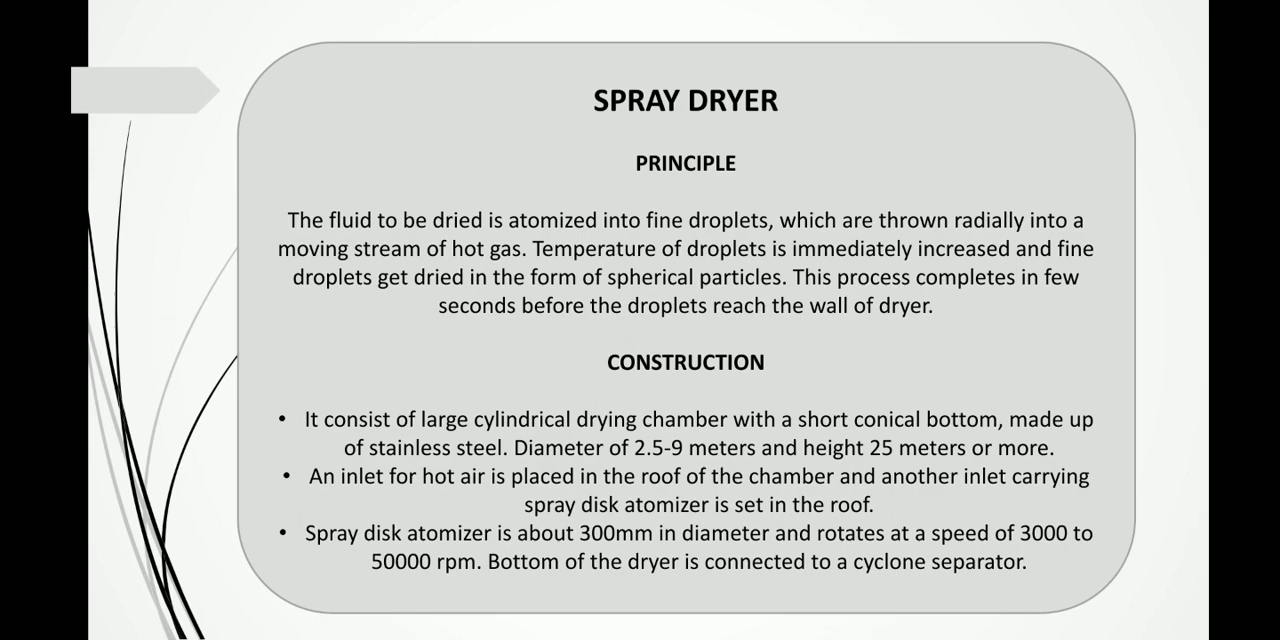 SPRAY DRYER
PRINCIPLE
The fluid to be dried is atomized into fine droplets, which are thrown radially into a
moving stream of hot gas. Temperature of droplets is immediately increased and fine
droplets get dried in the form of spherical particles. This process completes in few
seconds before the droplets reach the wall of dryer.
CONSTRUCTION
• It consist of large cylindrical drying chamber with a short conical bottom, made up
of stainless steel. Diameter of 2.5-9 meters and height 25 meters or more.
• An inlet for hot air is placed in the roof of the chamber and another inlet carrying
spray disk atomizer is set in the roof.
• Spray disk atomizer is about 300mm in diameter and rotates at a speed of 3000 to
50000 rpm. Bottom of the dryer is connected to a cyclone separator.